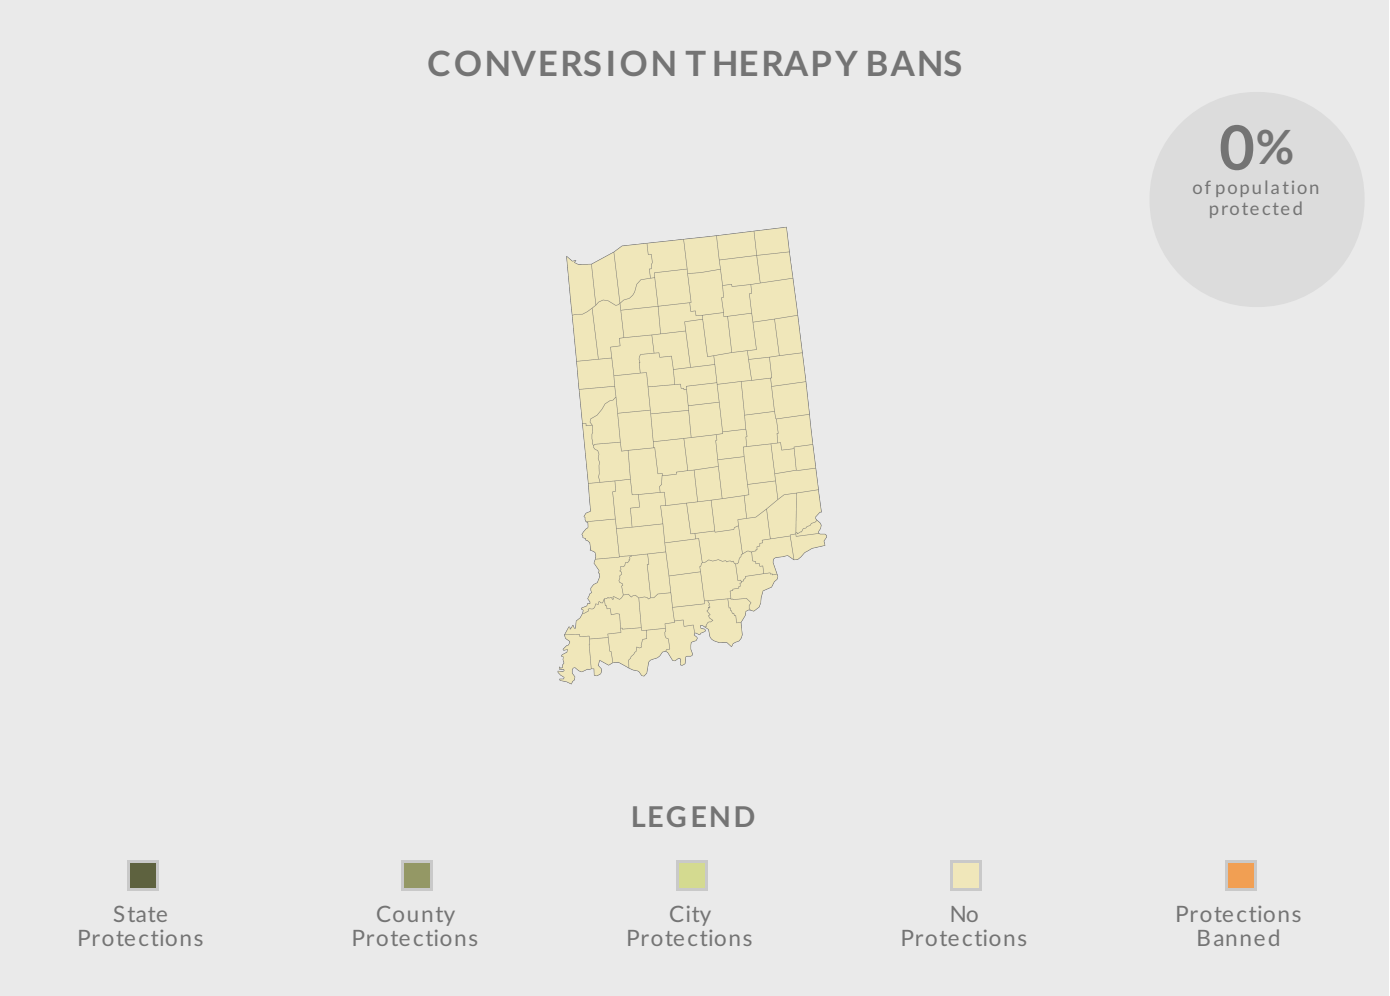 CONVERSION THERAPY BANS
0%
of population
protected
LEGEND
State
Protections
County
Protections
City
Protections
No
Protections
Protections
Banned